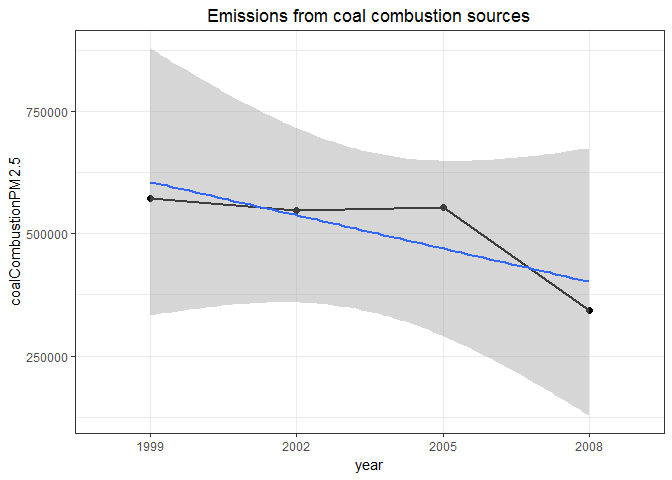 Emissions from coal combustion sources
coalCombustionPM2.5
750000
500000
250000
1999 2002 2005 2008
year